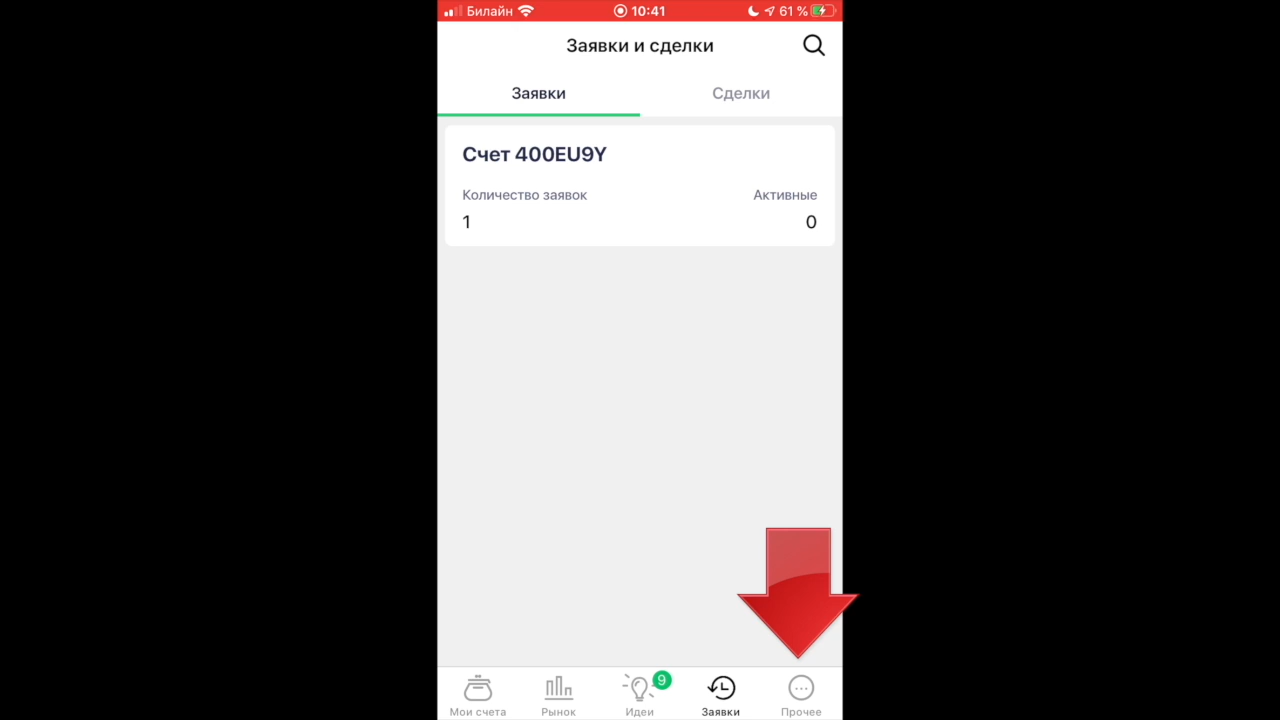 Билайн 10:41 61 %
Заявки и сделки
Заявки Сделки
Счет 400EU9Y
Количество заявок Активные
1 0
9
Мои счета Рынок Идеи Заявки Прочее